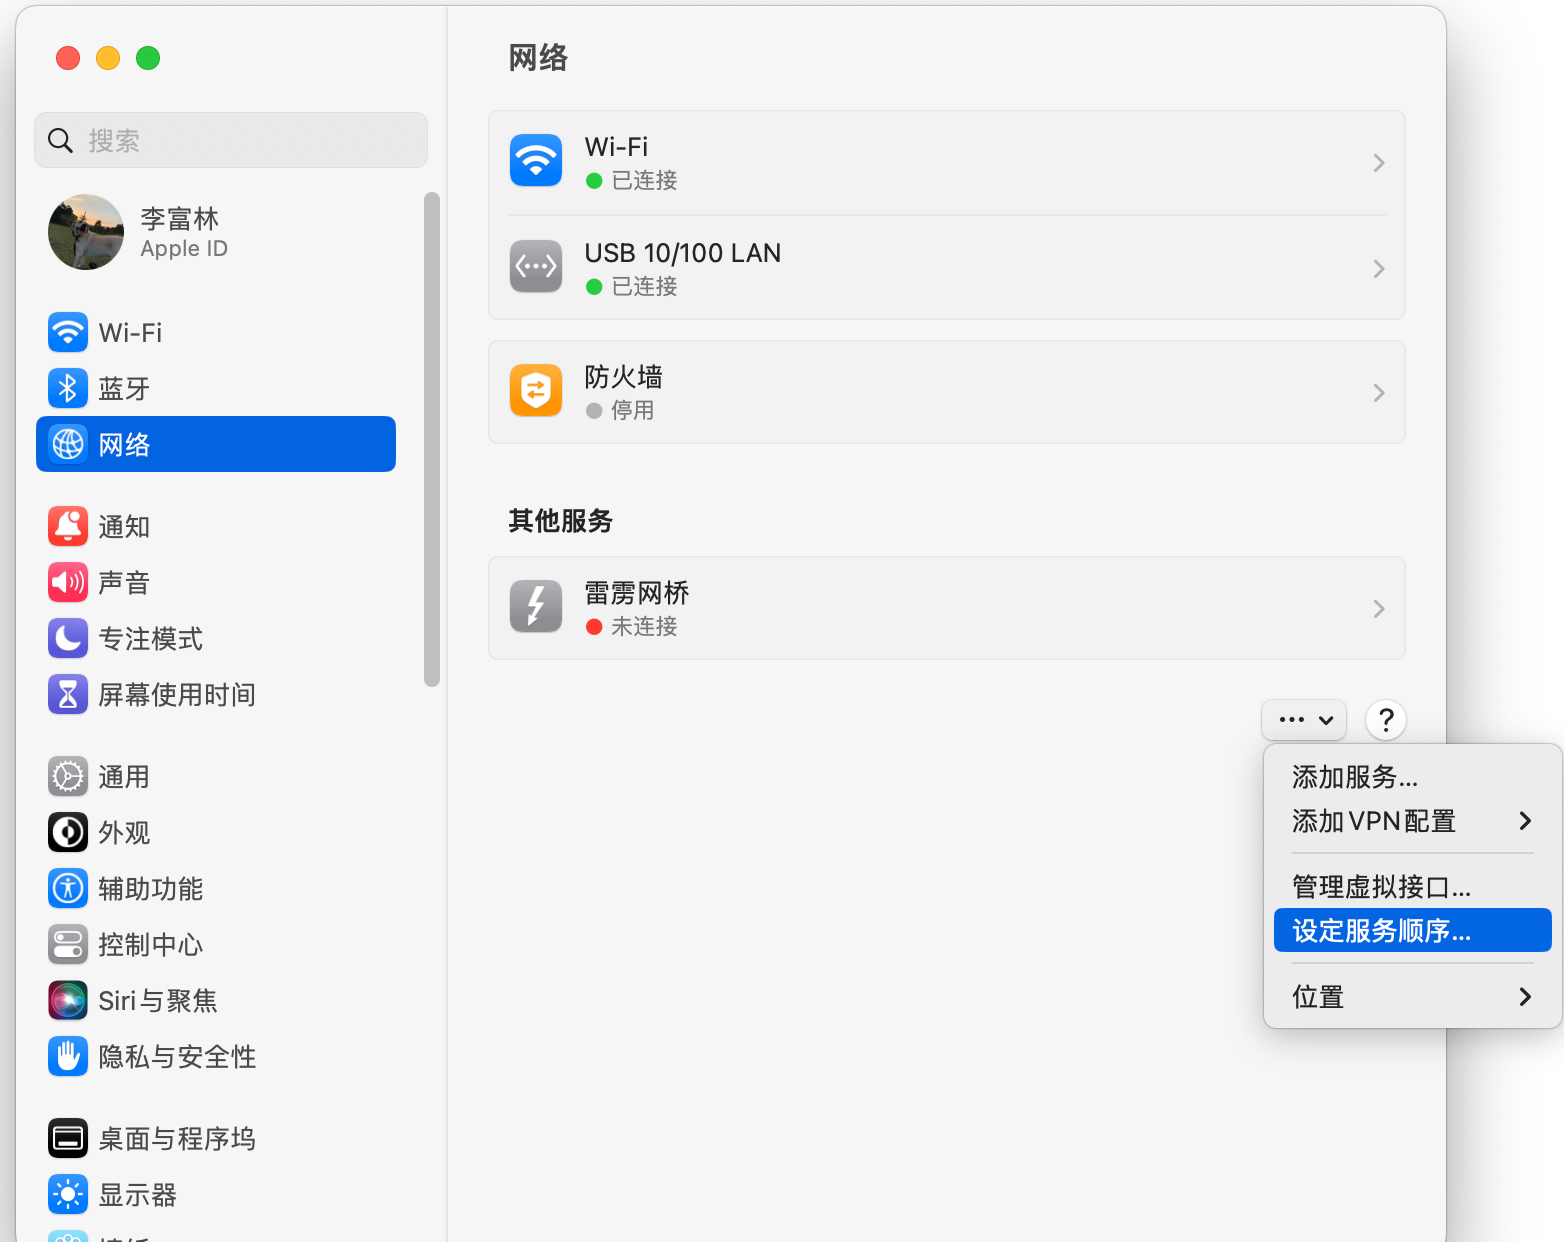 搜索
李富林
Apple ID
Wi-Fi
蓝牙
网络
通知
声音
专注模式
屏幕使用时间
通用
外观
辅助功能
控制中心
Siri与聚焦
隐私与安全性
桌面与程序坞
显示器
网络
Wi-Fi
已连接
USB 10/100 LAN
已连接
防火墙
停用
其他服务
雷雳网桥
未连接
?
添加服务...
添加VPN配置
管理虚拟接口...
设定服务顺序...
位置